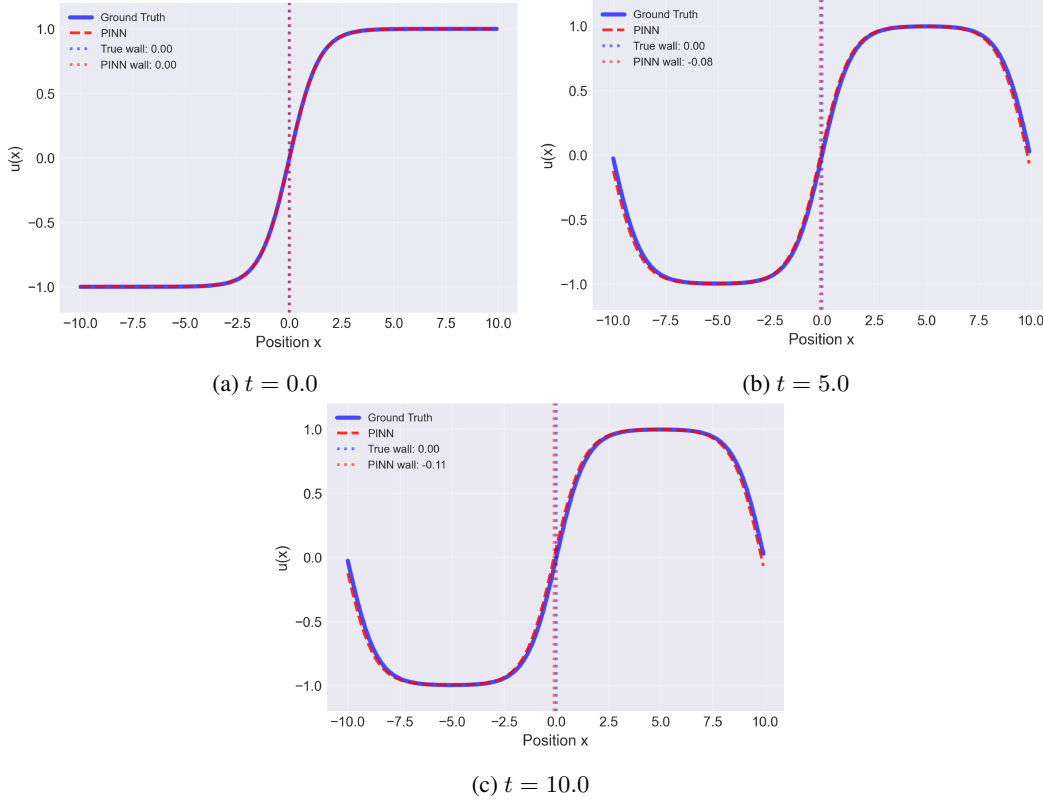 Ground Truth
PINN
True wall: 0.00
PINN wall: 0.00
1.0
0.5
0.0
−0.5
−1.0
u(x)
−10.0 −7.5 −5.0 −2.5 0.0 2.5 5.0 7.5 10.0
Position x
(a) t = 0.0
Ground Truth
PINN
True wall: 0.00
PINN wall: -0.08
1.0
0.5
0.0
−0.5
−1.0
u(x)
−10.0 −7.5 −5.0 −2.5 0.0 2.5 5.0 7.5 10.0
Position x
(b) t = 5.0
Ground Truth
PINN
True wall: 0.00
PINN wall: -0.11
1.0
0.5
0.0
−0.5
−1.0
u(x)
−10.0 −7.5 −5.0 −2.5 0.0 2.5 5.0 7.5 10.0
Position x
(c) t = 10.0